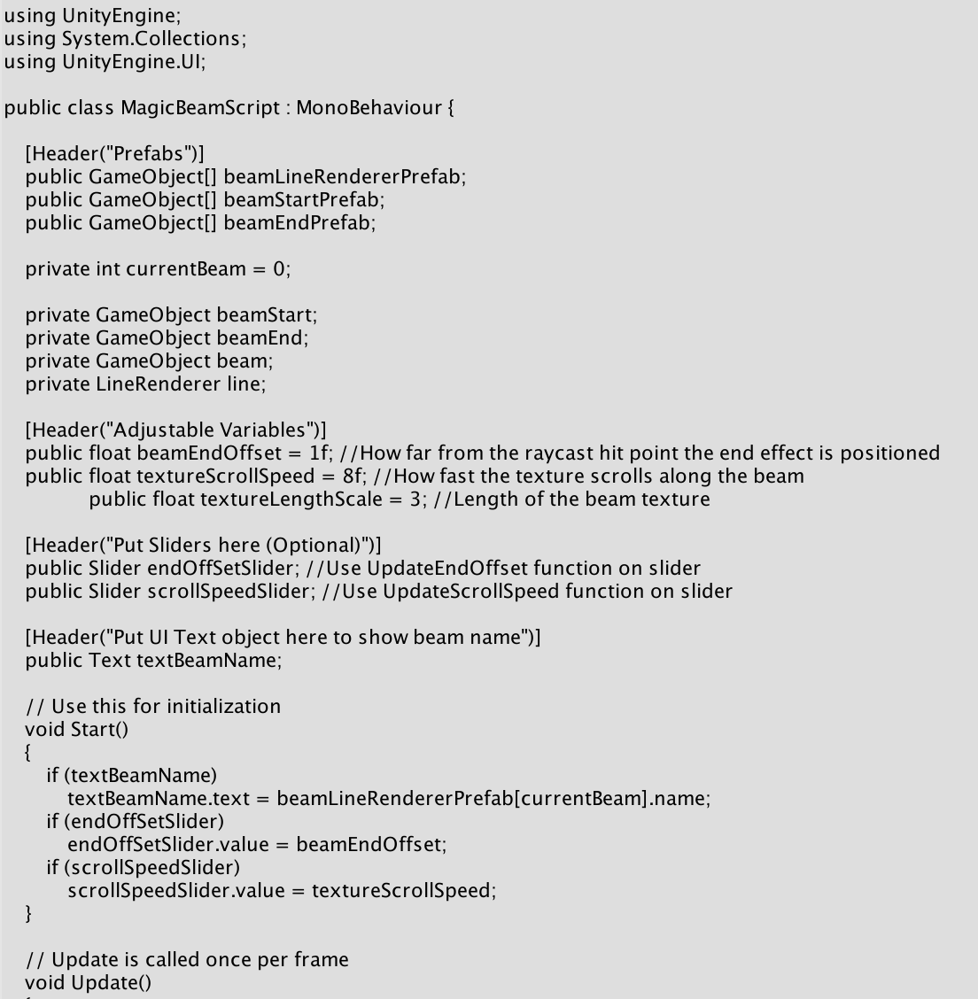 using UnityEngine;
using System.Collections;
using UnityEngine.UI;

public class MagicBeamScript : MonoBehaviour {

    [Header("Prefabs")]
    public GameObject[] beamLineRendererPrefab;
    public GameObject[] beamStartPrefab;
    public GameObject[] beamEndPrefab;

    private int currentBeam = 0;

    private GameObject beamStart;
    private GameObject beamEnd;
    private GameObject beam;
    private LineRenderer line;

    [Header("Adjustable Variables")]
    public float beamEndOffset = 1f; //How far from the raycast hit point the end effect is positioned
    public float textureScrollSpeed = 8f; //How fast the texture scrolls along the beam
            public float textureLengthScale = 3; //Length of the beam texture

    [Header("Put Sliders here (Optional)")]
    public Slider endOffSetSlider; //Use UpdateEndOffset function on slider
    public Slider scrollSpeedSlider; //Use UpdateScrollSpeed function on slider

    [Header("Put UI Text object here to show beam name")]
    public Text textBeamName;

    // Use this for initialization
    void Start()
    {
        if (textBeamName)
            textBeamName.text = beamLineRendererPrefab[currentBeam].name;
        if (endOffSetSlider)
            endOffSetSlider.value = beamEndOffset;
        if (scrollSpeedSlider)
            scrollSpeedSlider.value = textureScrollSpeed;
    }

    // Update is called once per frame
    void Update()
    {